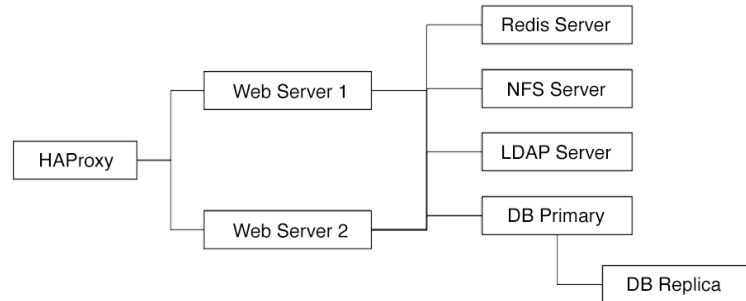 Redis Server
Web Server 1
NFS Server
HAProxy
LDAP Server
Web Server 2
DB Primary
DB Replica